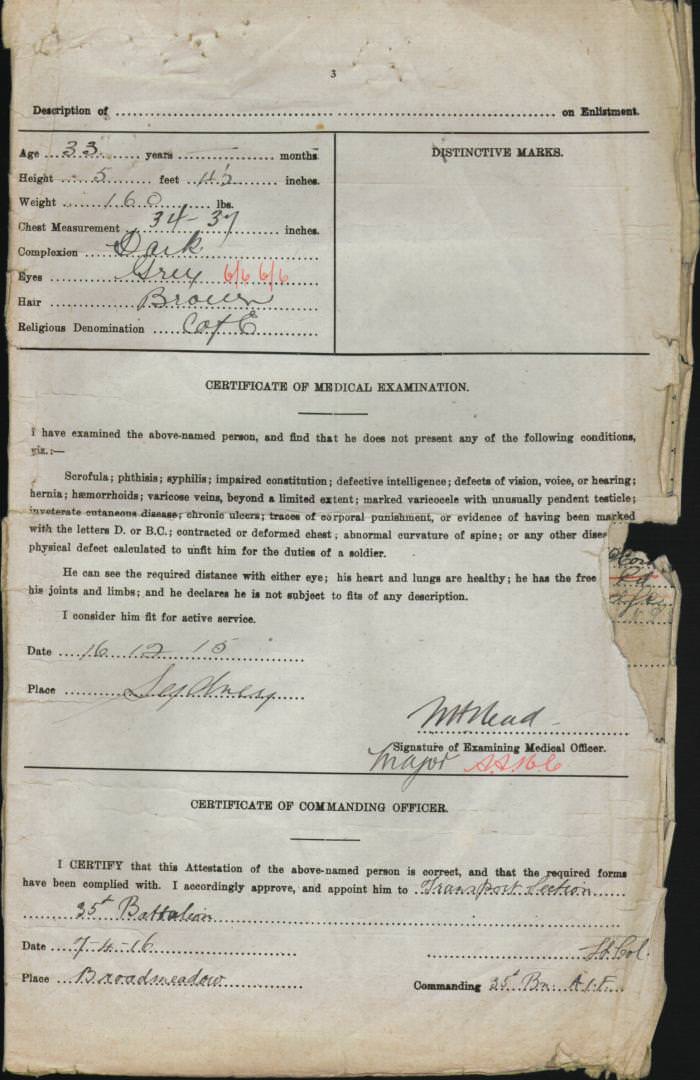 3
Description of ........ on Enlistment.
Age 33 years — months
Height 5 feet 4½ inches.
Weight 160 lbs.
Chest Measurement 34-37 inches.
Complexion Dark
Eyes Grey 6/6 6/6
Hair Brown
Religious Denomination C of E
DISTINCTIVE MARKS.
CERTIFICATE OF MEDICAL EXAMINATION.
I have examined the above-named person, and find that he does not present any of the following conditions,
viz.:—
Scrofula; phthisis; syphilis; impaired constitution; defective intelligence; defects of vision, voice, or hearing;
hernia; hæmorrhoids; varicose veins, beyond a limited extent; marked varicocele with unusually pendent testicle;
inveterate cutaneous disease; chronic ulcers; traces of corporal punishment, or evidence of having been marked
with the letters D. or B.C.; contracted or deformed chest; abnormal curvature of spine; or any other disea
physical defect calculated to unfit him for the duties of a soldier.
He can see the required distance with either eye; his heart and lungs are healthy; he has the free
his joints and limbs; and he declares he is not subject to fits of any description.
I consider him fit for active service.
Date 16 12 15
Place Sydney
Signature of Examining Medical Officer.
Major
CERTIFICATE OF COMMANDING OFFICER.
I CERTIFY that this Attestation of the above-named person is correct, and that the required forms
have been complied with. I accordingly approve, and appoint him to Transport Section
35t Battalion
Date 7-4-16 Lt Col.
Place Broadmeadow Commanding 35t Bn. A.I.F.